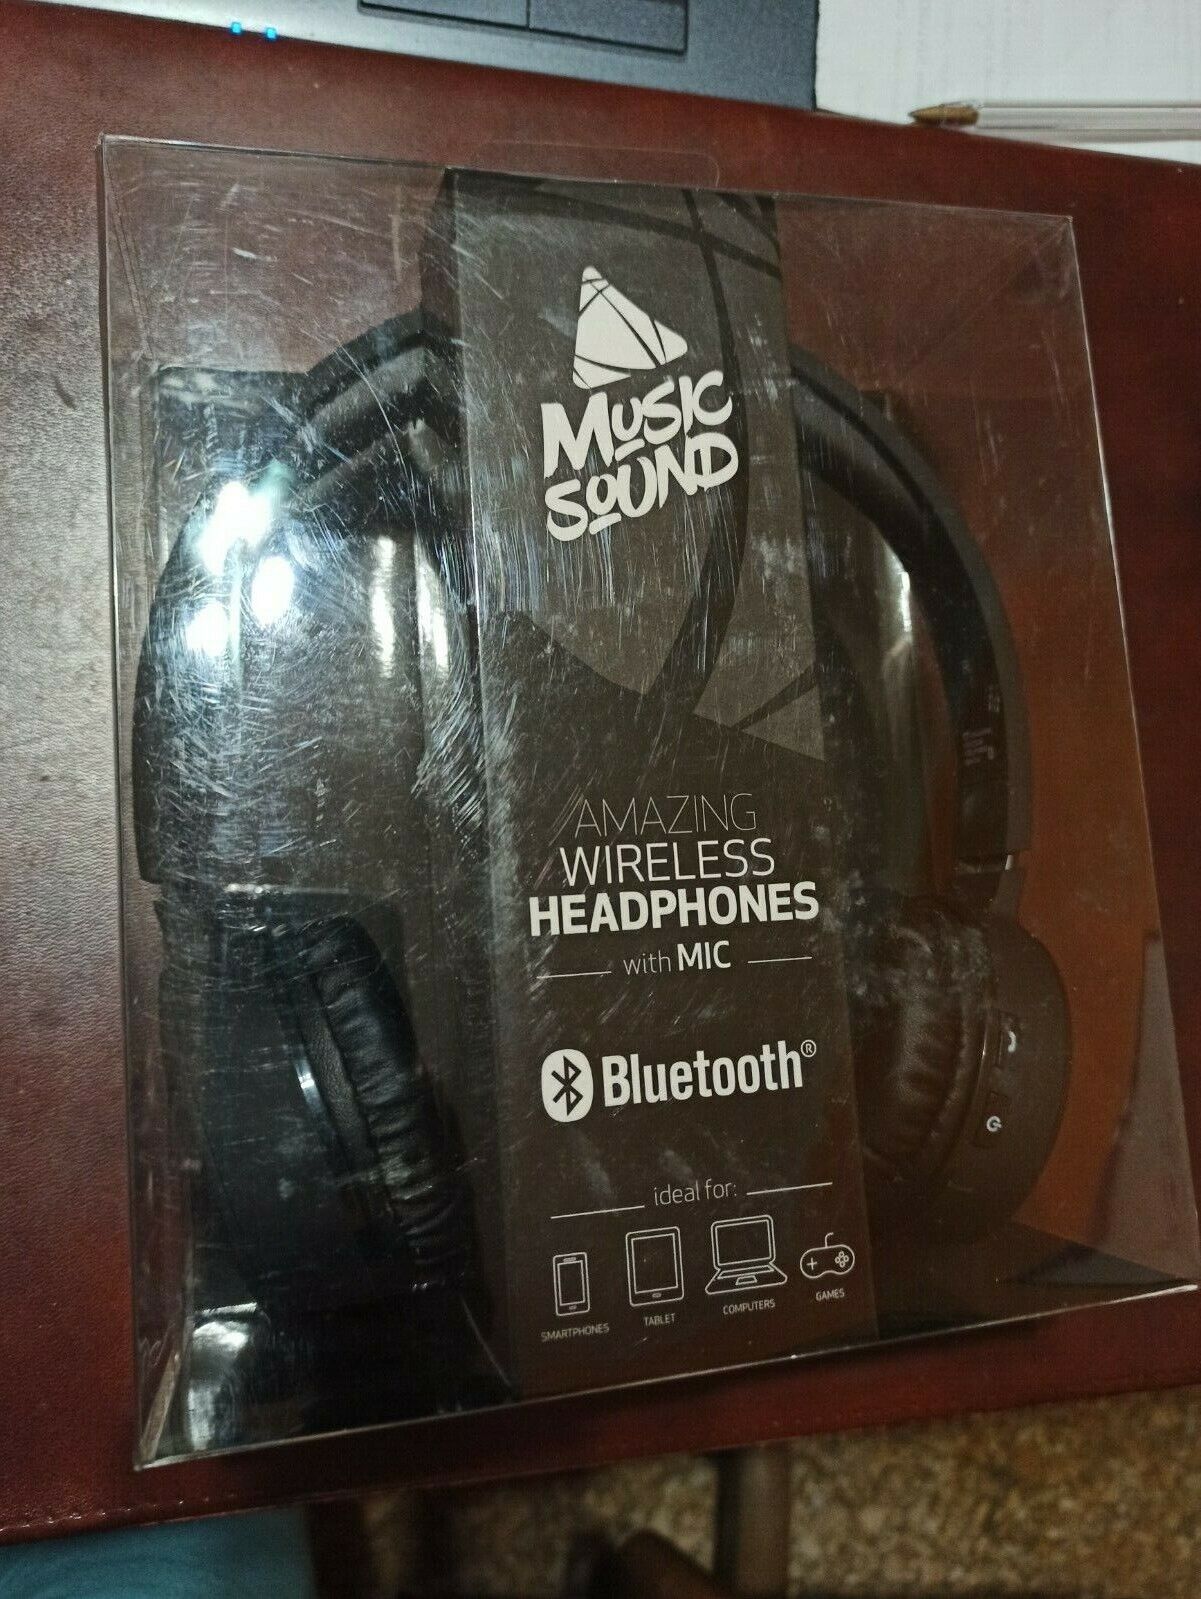 MUSIC
SOUND
AMAZING
WIRELESS
HEADPHONES
with MIC
Bluetooth®
ideal for:
SMARTPHONES
TABLET
COMPUTERS
GAMES